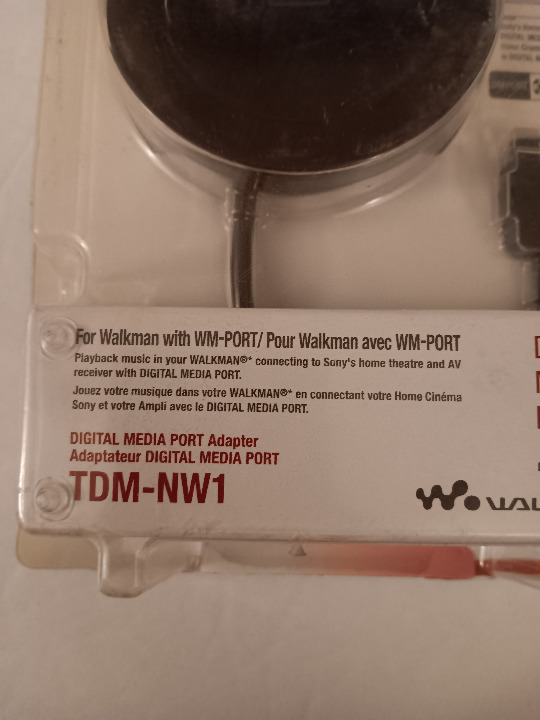 For Walkman with WM-PORT/ Pour Walkman avec WM-PORT
Playback music in your WALKMAN®* connecting to Sony's home theatre and AV
receiver with DIGITAL MEDIA PORT.
Jouez votre musique dans votre WALKMAN®* en connectant votre Home Cinéma
Sony et votre Ampli avec le DIGITAL MEDIA PORT.
DIGITAL MEDIA PORT Adapter
Adaptateur DIGITAL MEDIA PORT
TDM-NW1